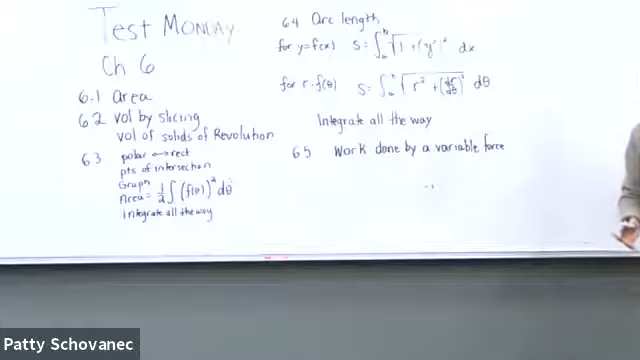 Test Monday
Ch 6
6.1 Area
6.2 vol by slicing
vol of solids of Revolution
6.3 polar ↔ rect
pts of intersection
Graph
Area = 1/2 ∫ (f(θ))² dθ
Integrate all the way
6.4 Arc length
for y=f(x) s = ∫ₐᵇ √(1 + (y')²) dx
for r=f(θ) s = ∫ₐᵇ √(r² + (dr/dθ)²) dθ
Integrate all the way
6.5 Work done by a variable force
Patty Schovanec